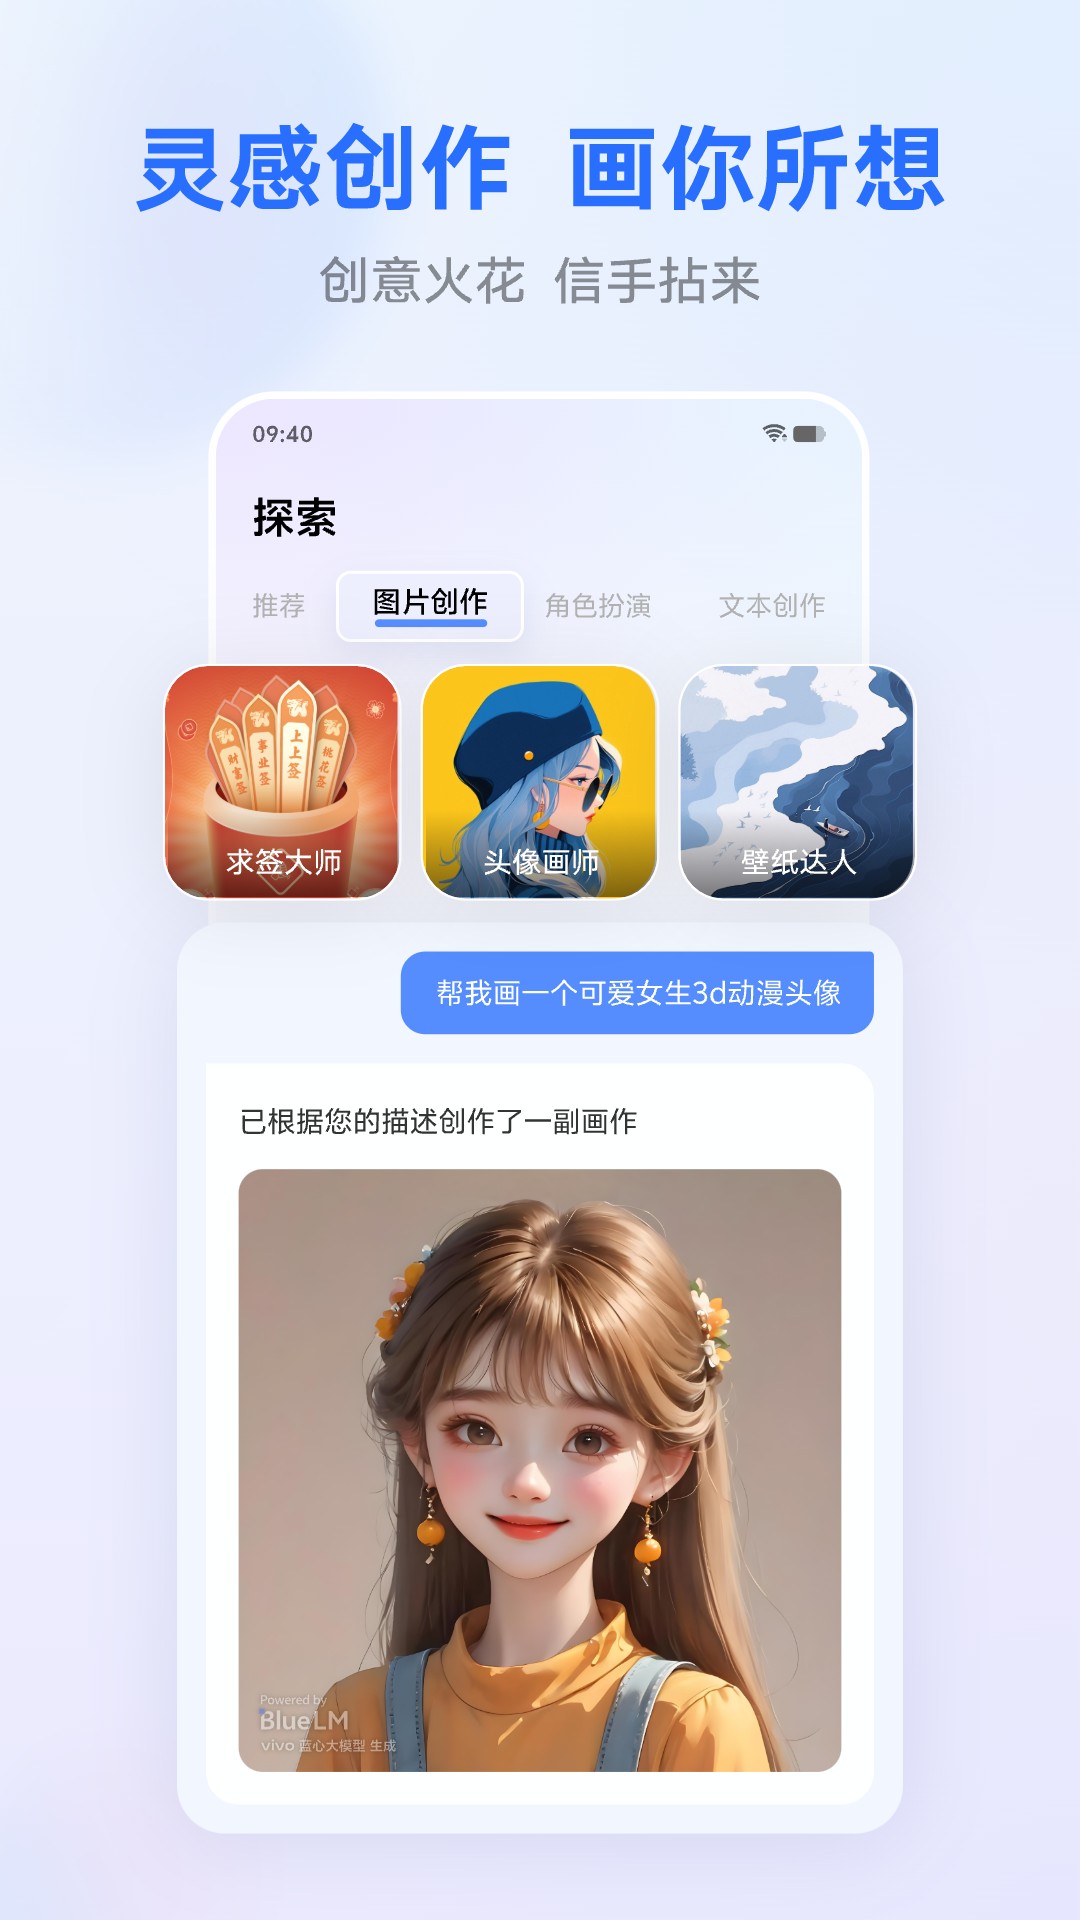 灵感创作 画你所想
创意火花 信手拈来
09:40
探索
推荐 图片创作 角色扮演 文本创作
财富签 事业签 上上签 桃花签
求签大师 头像画师 壁纸达人
帮我画一个可爱女生3d动漫头像
已根据您的描述创作了一副画作
Powered by
BlueLM
vivo 蓝心大模型 生成